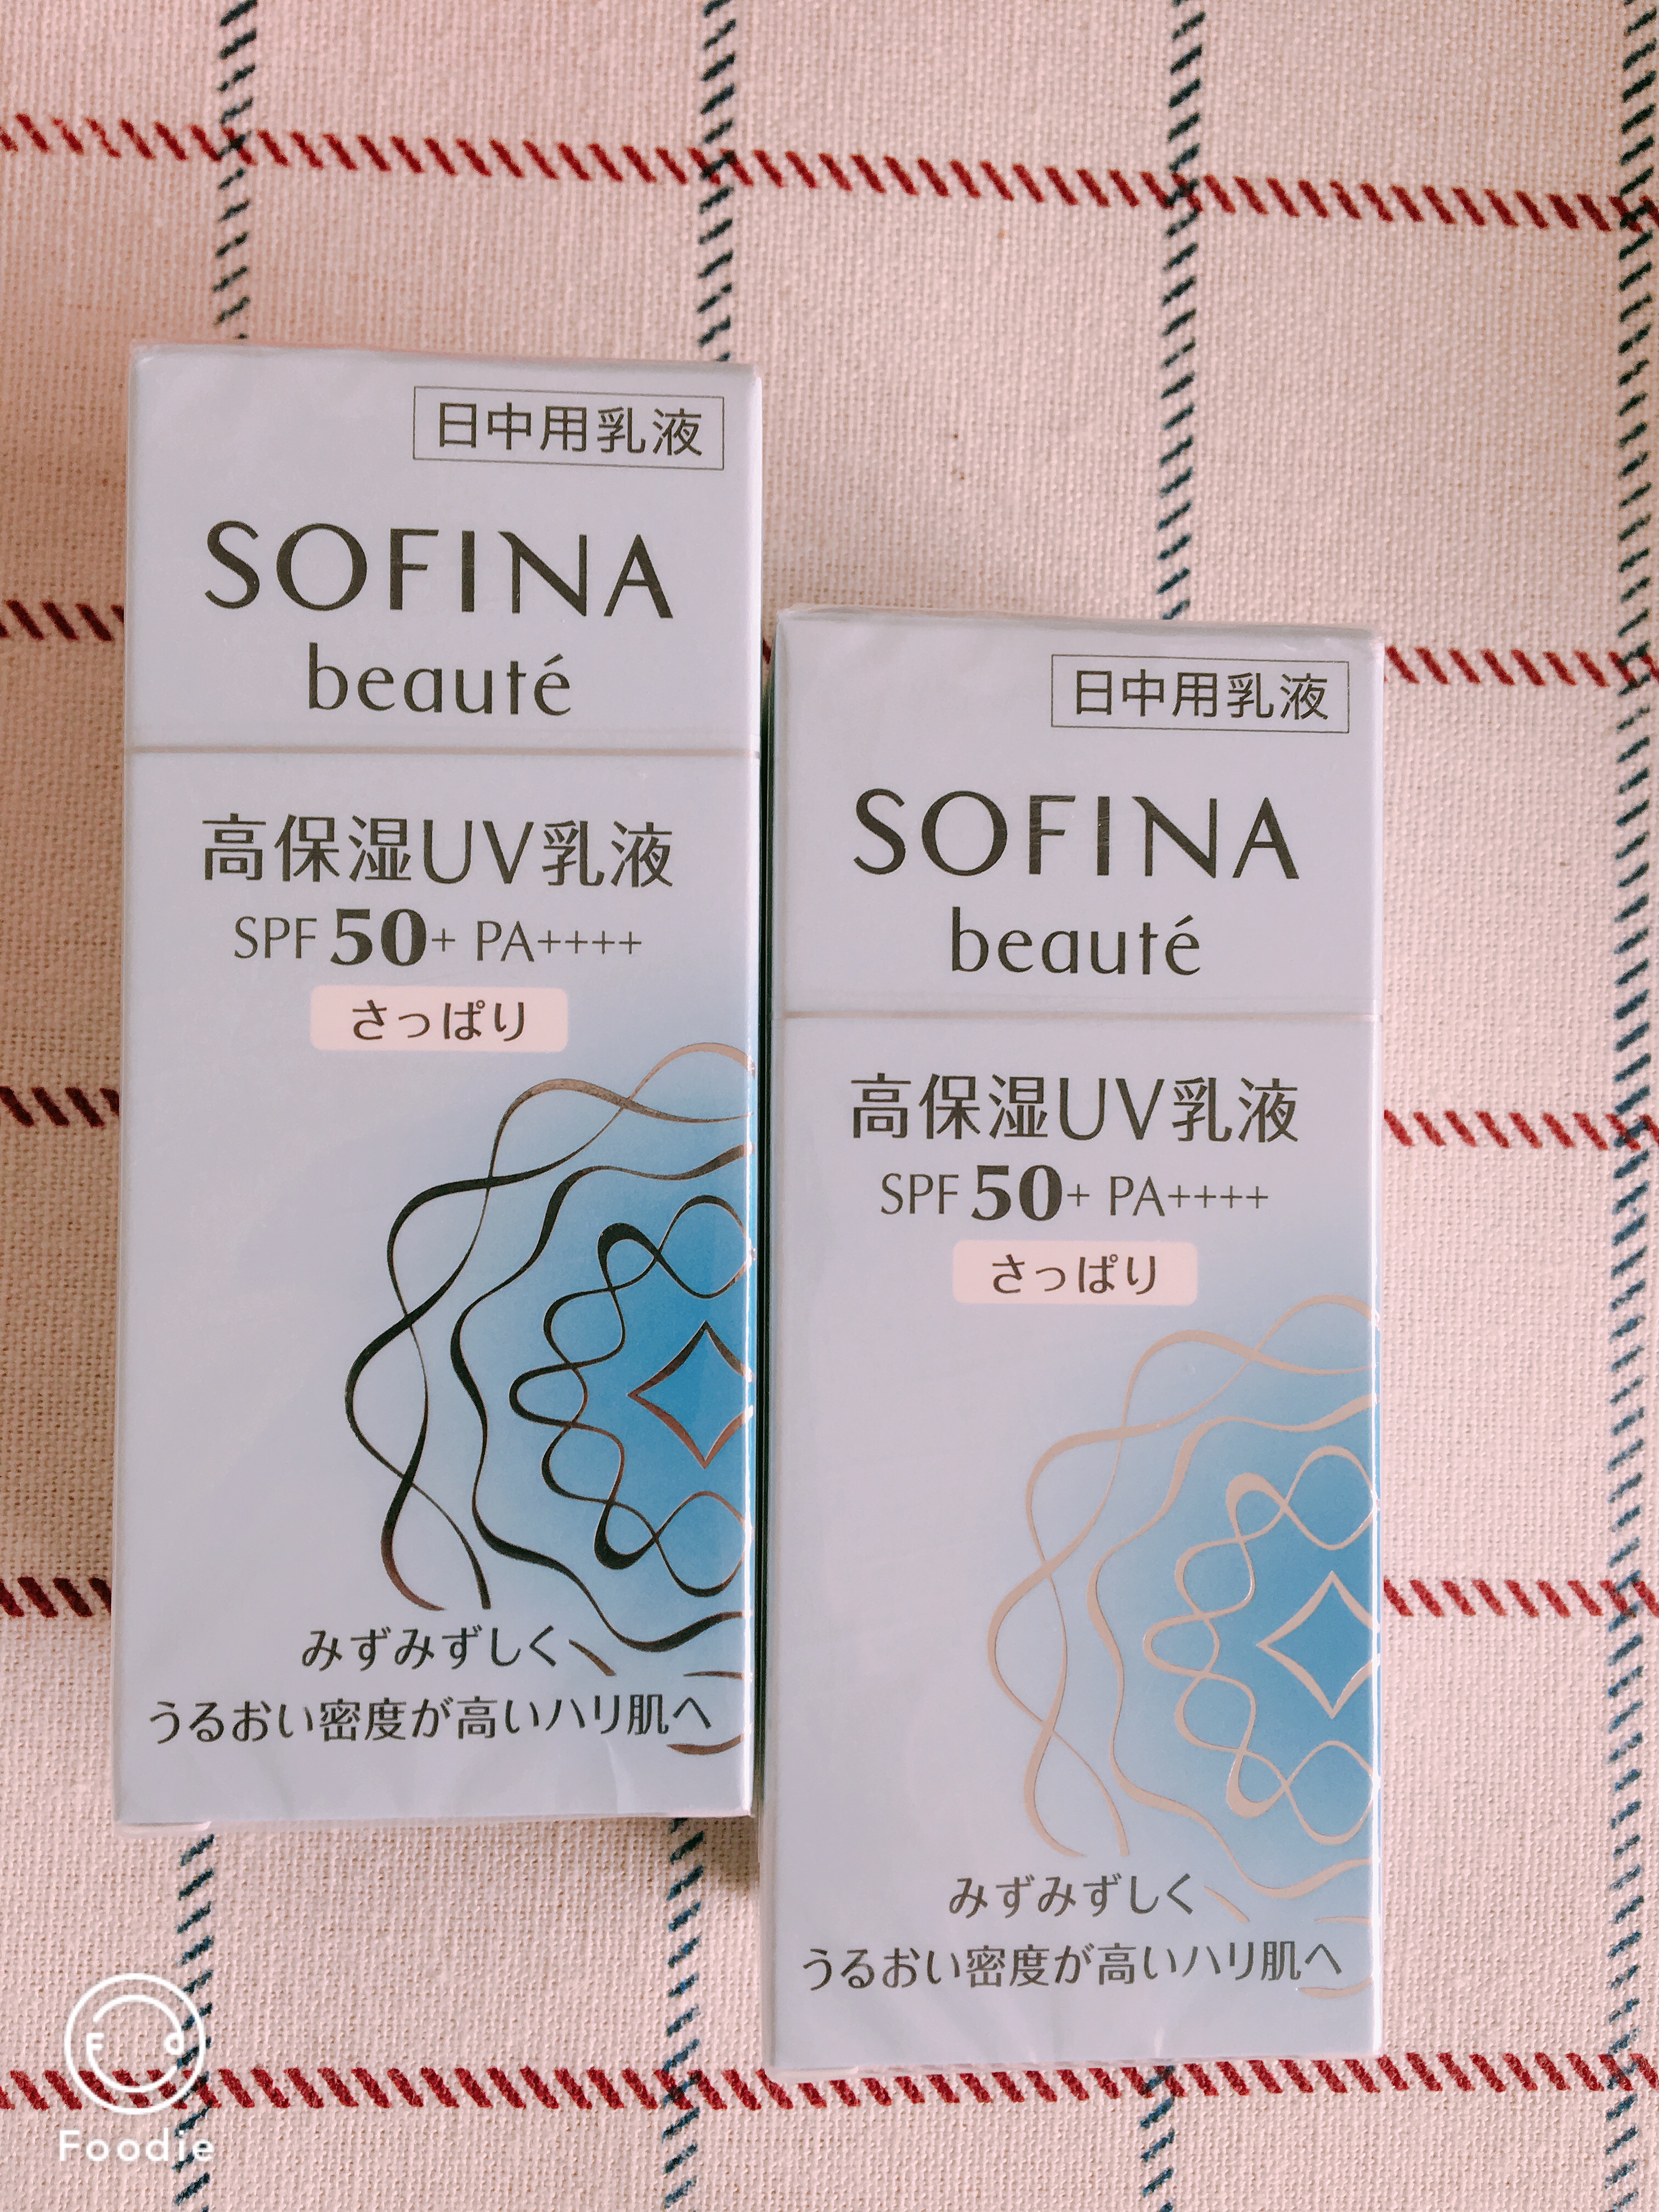 日中用乳液
SOFINA
beauté
高保湿UV乳液
SPF 50+ PA++++
さっぱり
みずみずしく
うるおい密度が高いハリ肌へ
日中用乳液
SOFINA
beauté
高保湿UV乳液
SPF 50+ PA++++
さっぱり
みずみずしく
うるおい密度が高いハリ肌へ
Foodie